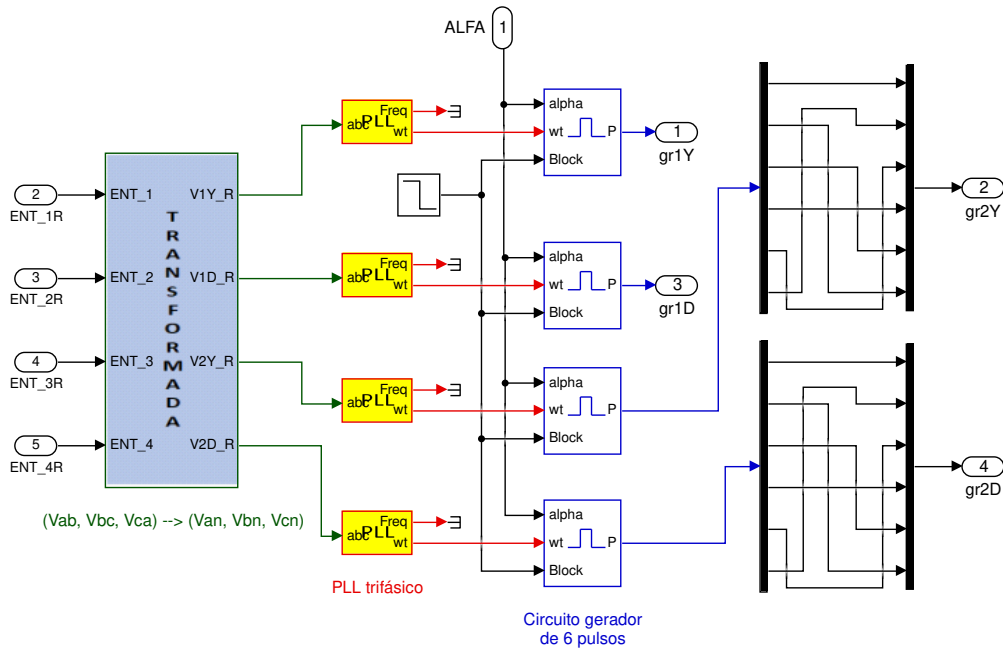 ALFA
1
Freq
abc
PLL
wt
alpha
wt
P
Block
1
gr1Y
2
ENT_1R
ENT_1
V1Y_R
TRANSFORMADA
3
ENT_2R
ENT_2
V1D_R
Freq
abc
PLL
wt
alpha
wt
P
Block
3
gr1D
2
gr2Y
4
ENT_3R
ENT_3
V2Y_R
Freq
abc
PLL
wt
alpha
wt
P
Block
5
ENT_4R
ENT_4
V2D_R
4
gr2D
(Vab, Vbc, Vca) --> (Van, Vbn, Vcn)
Freq
abc
PLL
wt
alpha
wt
P
Block
PLL trifásico
Circuito gerador
de 6 pulsos